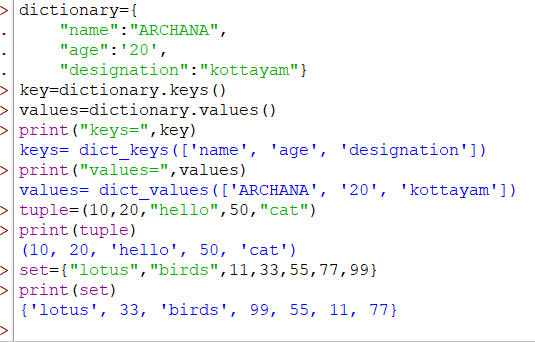 > dictionary={
.     "name":"ARCHANA",
.     "age":'20',
.     "designation":"kottayam"}
> key=dictionary.keys()
> values=dictionary.values()
> print("keys=",key)
keys= dict_keys(['name', 'age', 'designation'])
> print("values=",values)
values= dict_values(['ARCHANA', '20', 'kottayam'])
> tuple=(10,20,"hello",50,"cat")
> print(tuple)
(10, 20, 'hello', 50, 'cat')
> set={"lotus","birds",11,33,55,77,99}
> print(set)
{'lotus', 33, 'birds', 99, 55, 11, 77}
>